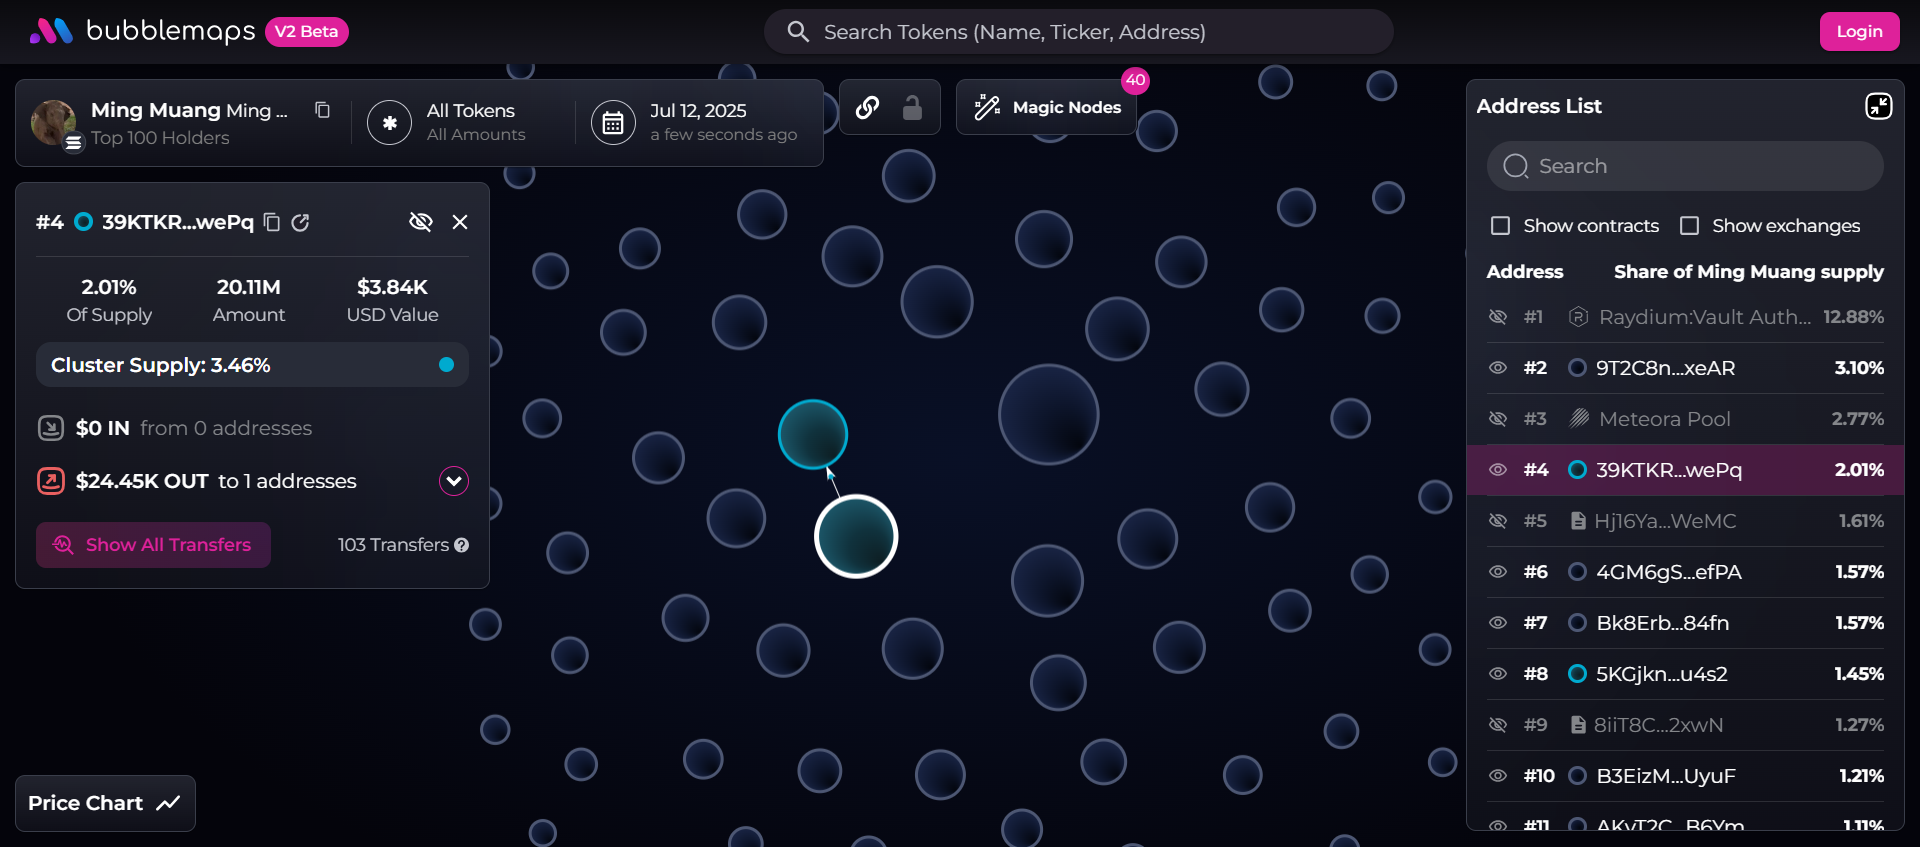 bubblemaps V2 Beta
Search Tokens (Name, Ticker, Address)
Login
Ming Muang Ming ...
Top 100 Holders
All Tokens
All Amounts
Jul 12, 2025
a few seconds ago
Magic Nodes
40
#4 39KTKR...wePq
2.01% 20.11M $3.84K
Of Supply Amount USD Value
Cluster Supply: 3.46%
$0 IN from 0 addresses
$24.45K OUT to 1 addresses
Show All Transfers 103 Transfers
Price Chart
Address List
Search
Show contracts Show exchanges
Address Share of Ming Muang supply
#1 Raydium:Vault Auth... 12.88%
#2 9T2C8n...xeAR 3.10%
#3 Meteora Pool 2.77%
#4 39KTKR...wePq 2.01%
#5 Hj16Ya...WeMC 1.61%
#6 4GM6gS...efPA 1.57%
#7 Bk8Erb...84fn 1.57%
#8 5KGjkn...u4s2 1.45%
#9 8iiT8C...2xwN 1.27%
#10 B3EizM...UyuF 1.21%
#11 AKvT2C...B6Ym 1.11%